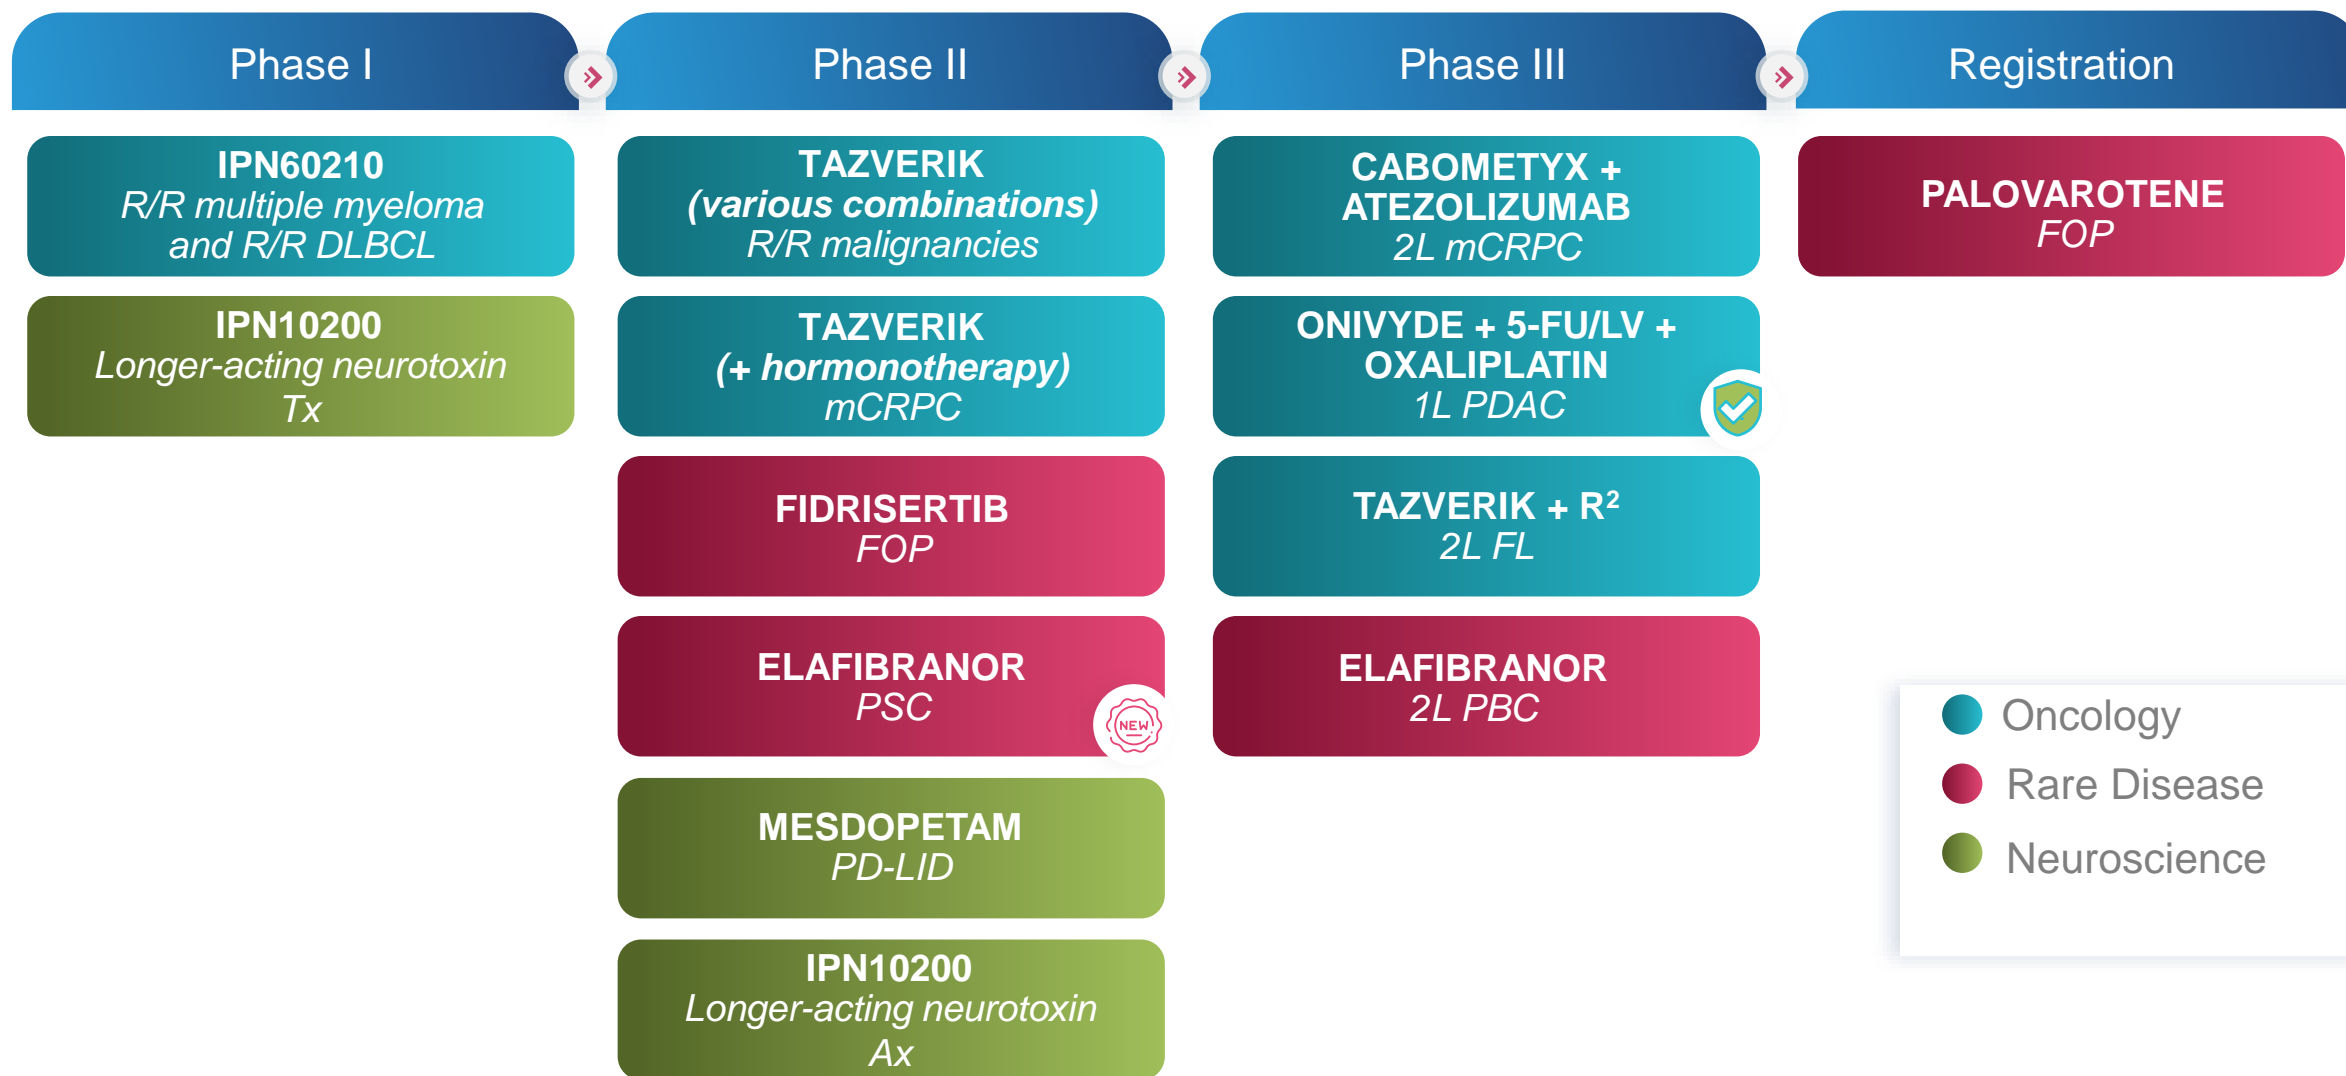 Phase I
IPN60210
R/R multiple myeloma
and R/R DLBCL
IPN10200
Longer-acting neurotoxin
Tx
Phase II
TAZVERIK
(various combinations)
R/R malignancies
TAZVERIK
(+ hormonotherapy)
mCRPC
FIDRISERTIB
FOP
ELAFIBRANOR
PSC
NEW
MESDOPETAM
PD-LID
IPN10200
Longer-acting neurotoxin
Ax
Phase III
CABOMETYX +
ATEZOLIZUMAB
2L mCRPC
ONIVYDE + 5-FU/LV +
OXALIPLATIN
1L PDAC
TAZVERIK + R²
2L FL
ELAFIBRANOR
2L PBC
Registration
PALOVAROTENE
FOP
Oncology
Rare Disease
Neuroscience